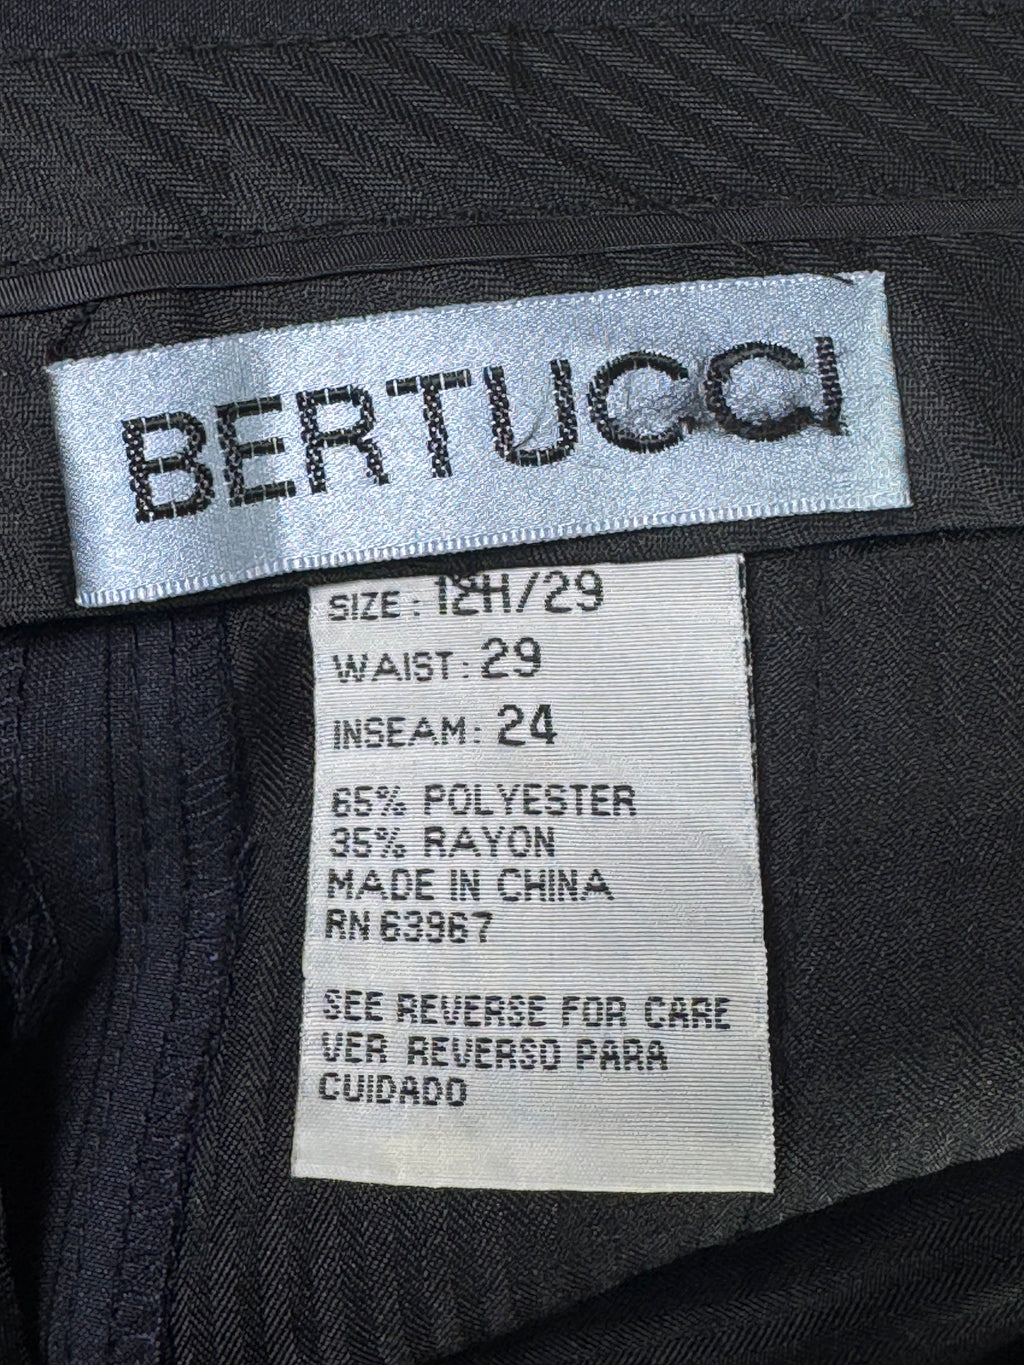 BERTUCCI
SIZE: 12H/29
WAIST: 29
INSEAM: 24
65% POLYESTER
35% RAYON
MADE IN CHINA
RN 63967
SEE REVERSE FOR CARE
VER REVERSO PARA
CUIDADO